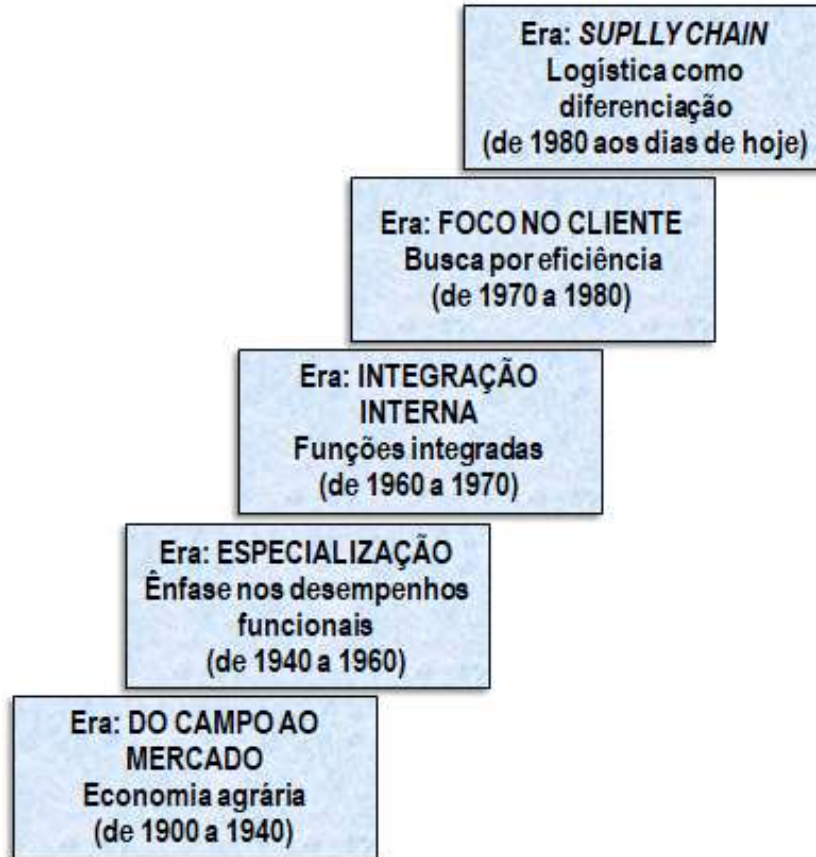 Era: SUPLLY CHAIN
Logística como
diferenciação
(de 1980 aos dias de hoje)
Era: FOCO NO CLIENTE
Busca por eficiência
(de 1970 a 1980)
Era: INTEGRAÇÃO
INTERNA
Funções integradas
(de 1960 a 1970)
Era: ESPECIALIZAÇÃO
Ênfase nos desempenhos
funcionais
(de 1940 a 1960)
Era: DO CAMPO AO
MERCADO
Economia agrária
(de 1900 a 1940)